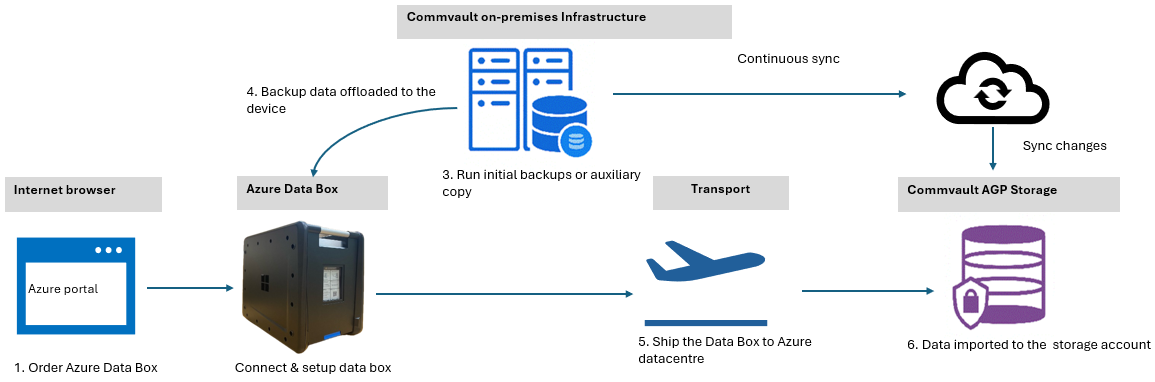 Commvault on-premises Infrastructure
Continuous sync
4. Backup data offloaded to the
device
Sync changes
3. Run initial backups or auxiliary
copy
Internet browser
Azure Data Box
Transport
Commvault AGP Storage
Azure portal
1. Order Azure Data Box
Connect & setup data box
5. Ship the Data Box to Azure
datacentre
6. Data imported to the storage account